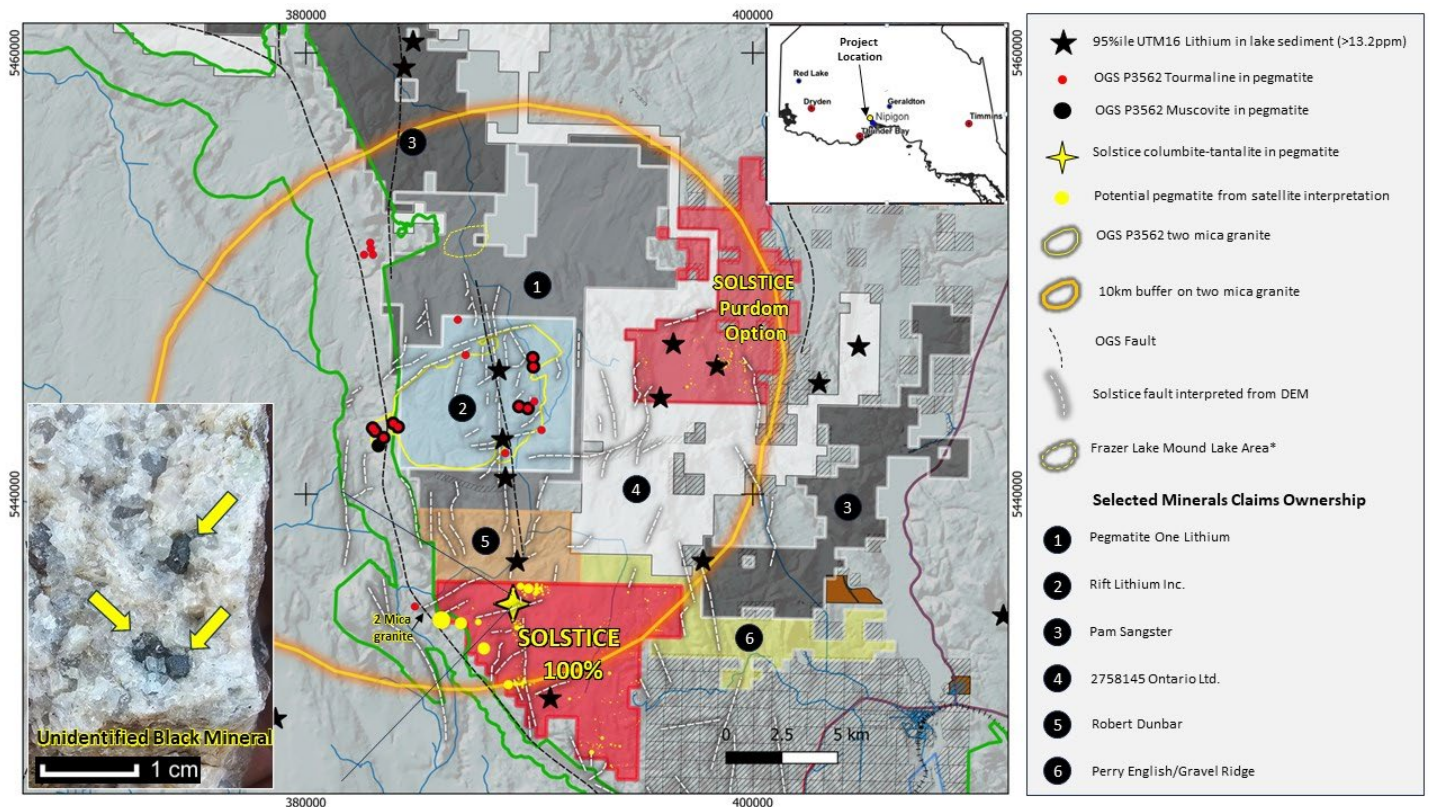 380000
400000
5460000
5460000
5440000
5440000
380000
400000
Project
Location
Red Lake
Dryden
Geraldton
Nipigon
Thunder Bay
Timmins
3
1
SOLSTICE
Purdom
Option
2
4
3
5
6
2 Mica
granite
SOLSTICE
100%
0 2.5 5 km
Unidentified Black Mineral
1 cm
95%ile UTM16 Lithium in lake sediment (>13.2ppm)
OGS P3562 Tourmaline in pegmatite
OGS P3562 Muscovite in pegmatite
Solstice columbite-tantalite in pegmatite
Potential pegmatite from satellite interpretation
OGS P3562 two mica granite
10km buffer on two mica granite
OGS Fault
Solstice fault interpreted from DEM
Frazer Lake Mound Lake Area*
Selected Minerals Claims Ownership
1 Pegmatite One Lithium
2 Rift Lithium Inc.
3 Pam Sangster
4 2758145 Ontario Ltd.
5 Robert Dunbar
6 Perry English/Gravel Ridge